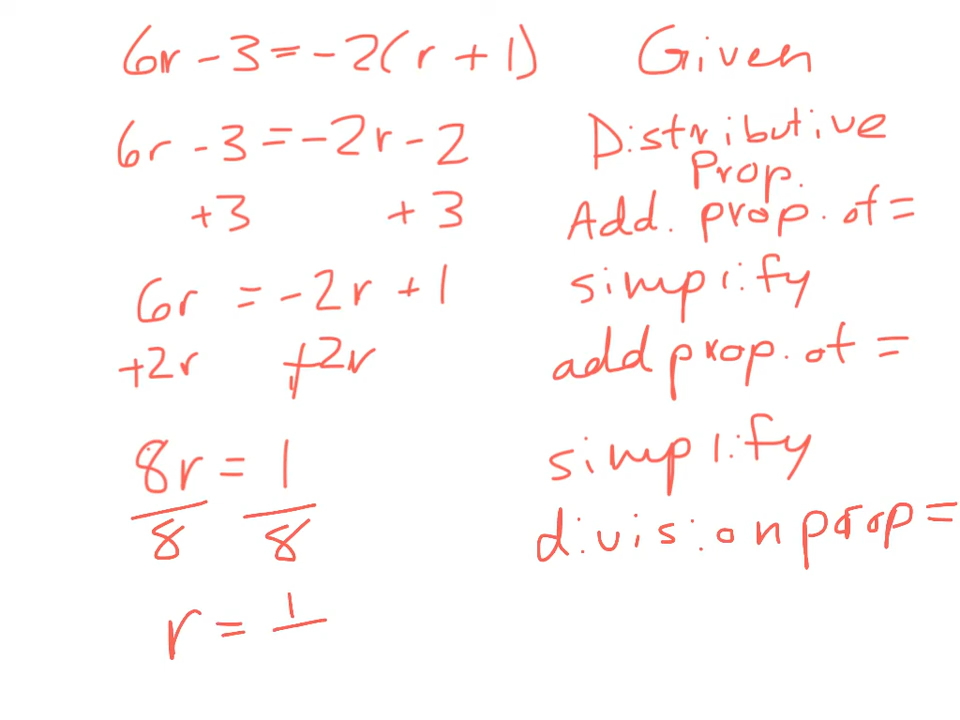 6r - 3 = -2(r + 1) Given
6r - 3 = -2r - 2 Distributive
Prop.
+3 +3 Add. prop. of =
6r = -2r + 1 simplify
+2r +2r add prop. of =
8r = 1 simplify
8 8 division prop =
r = 1